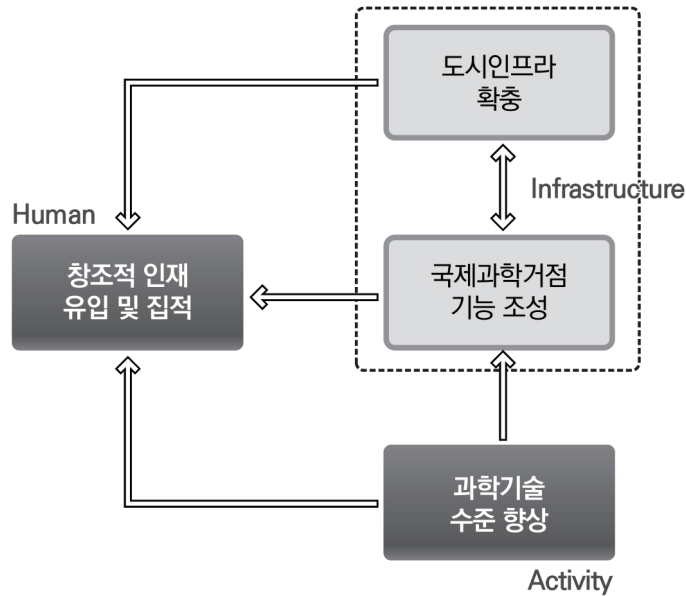 도시인프라
확충
Infrastructure
Human
창조적 인재
유입 및 집적
국제과학거점
기능 조성
과학기술
수준 향상
Activity